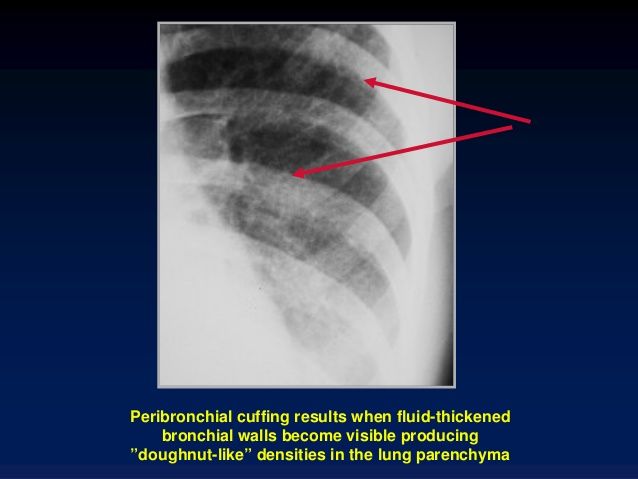 Peribronchial cuffing results when fluid-thickened
bronchial walls become visible producing
”doughnut-like” densities in the lung parenchyma